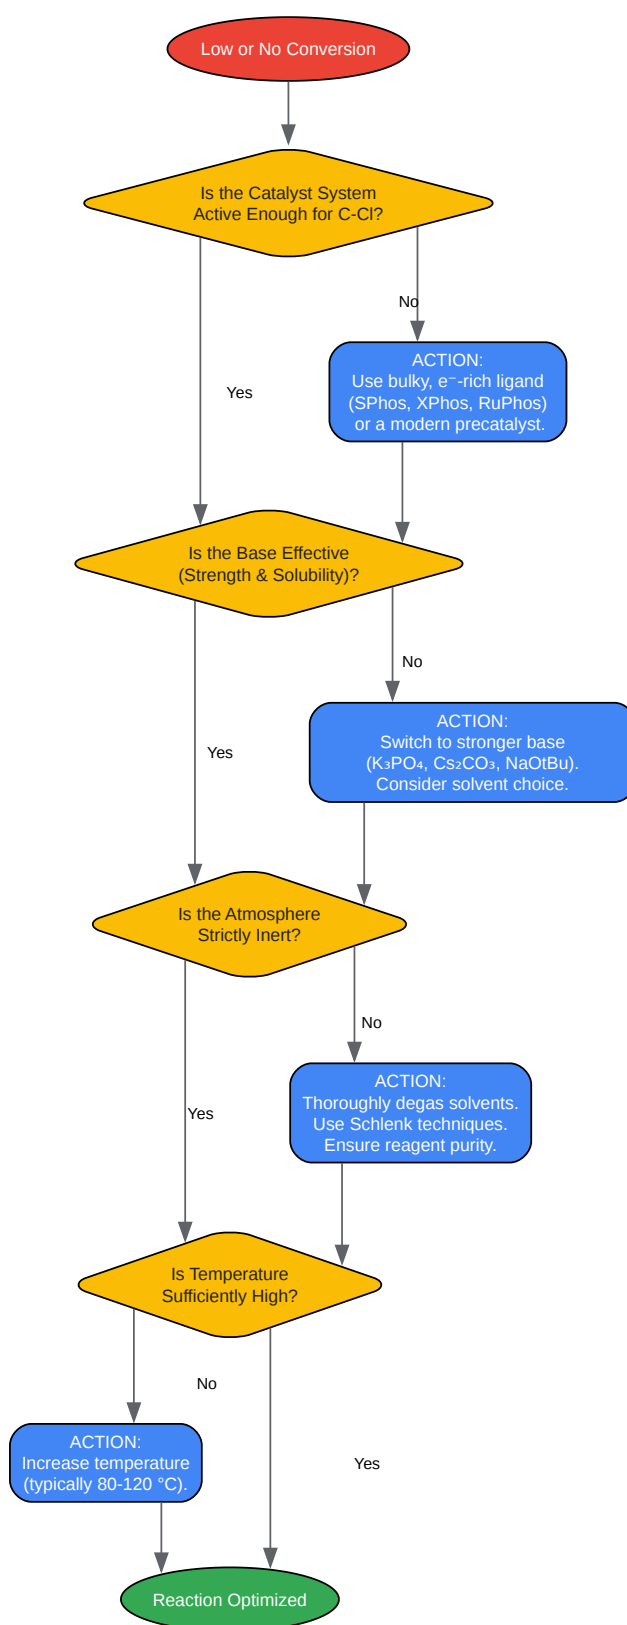 Low or No Conversion
Is the Catalyst System
Active Enough for C-Cl?
No
Yes
ACTION:
Use bulky, e⁻-rich ligand
(SPhos, XPhos, RuPhos)
or a modern precatalyst.
Is the Base Effective
(Strength & Solubility)?
No
Yes
ACTION:
Switch to stronger base
(K₃PO₄, Cs₂CO₃, NaOtBu).
Consider solvent choice.
Is the Atmosphere
Strictly Inert?
No
Yes
ACTION:
Thoroughly degas solvents.
Use Schlenk techniques.
Ensure reagent purity.
Is Temperature
Sufficiently High?
No
Yes
ACTION:
Increase temperature
(typically 80-120 °C).
Reaction Optimized